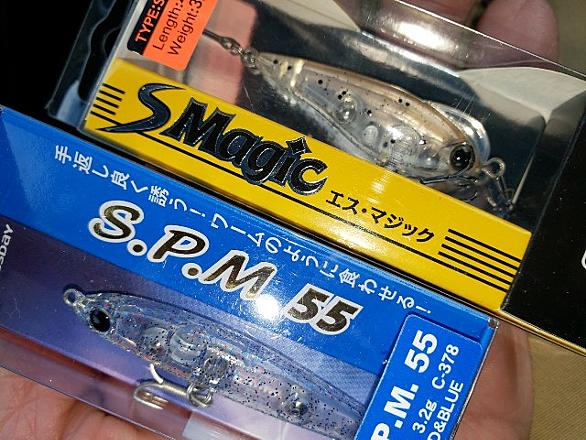 TYPE:S
Length:
Weight:3
S Magic
エス・マジック
手返し良く誘う！ワームのように食わせる！
S.P.M 55
P.M. 55
3.2g C-378
D&BLUE